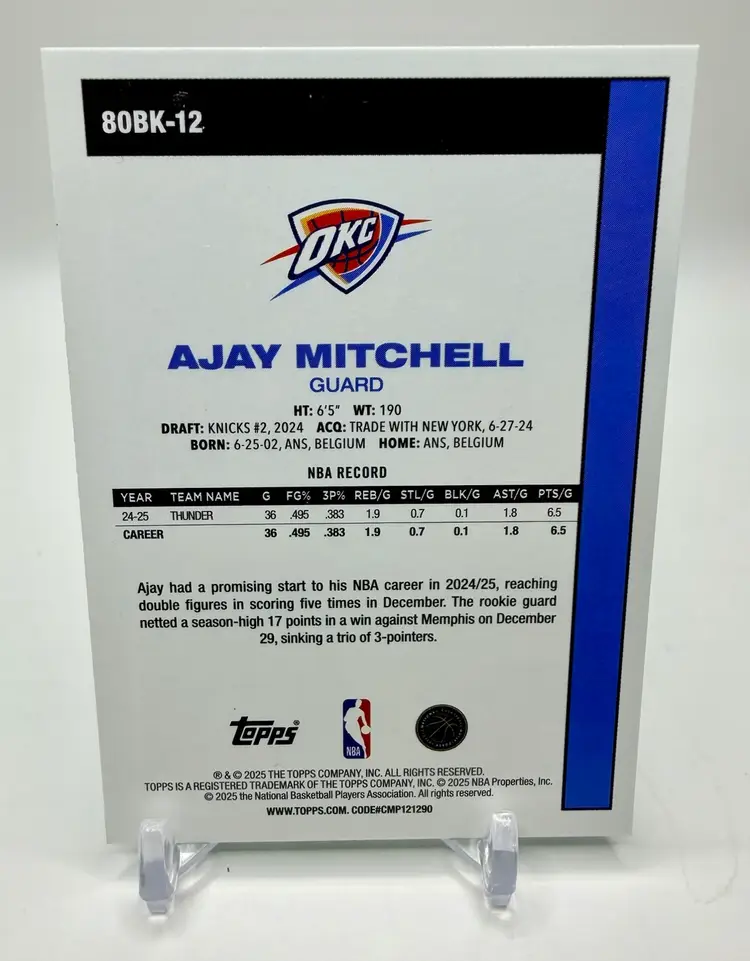 80BK-12
OKC
AJAY MITCHELL
GUARD
HT: 6'5" WT: 190
DRAFT: KNICKS #2, 2024 ACQ: TRADE WITH NEW YORK, 6-27-24
BORN: 6-25-02, ANS, BELGIUM HOME: ANS, BELGIUM
NBA RECORD
YEAR TEAM NAME G FG% 3P% REB/G STL/G BLK/G AST/G PTS/G
24-25 THUNDER 36 .495 .383 1.9 0.7 0.1 1.8 6.5
CAREER 36 .495 .383 1.9 0.7 0.1 1.8 6.5
Ajay had a promising start to his NBA career in 2024/25, reaching
double figures in scoring five times in December. The rookie guard
netted a season-high 17 points in a win against Memphis on December
29, sinking a trio of 3-pointers.
topps®
NBA
® & © 2025 THE TOPPS COMPANY, INC. ALL RIGHTS RESERVED.
TOPPS IS A REGISTERED TRADEMARK OF THE TOPPS COMPANY, INC. © 2025 NBA Properties, Inc.
© 2025 the National Basketball Players Association. All rights reserved.
WWW.TOPPS.COM. CODE#CMP121290